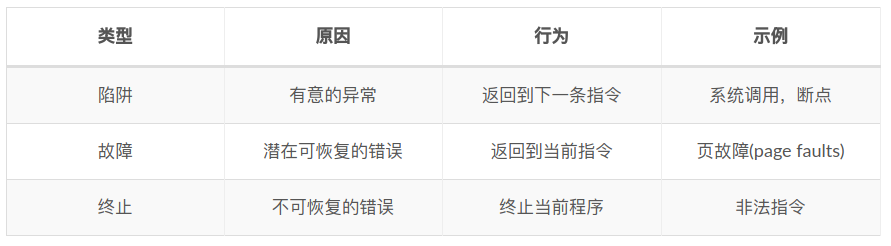 类型 原因 行为 示例
陷阱 有意的异常 返回到下一条指令 系统调用，断点
故障 潜在可恢复的错误 返回到当前指令 页故障(page faults)
终止 不可恢复的错误 终止当前程序 非法指令